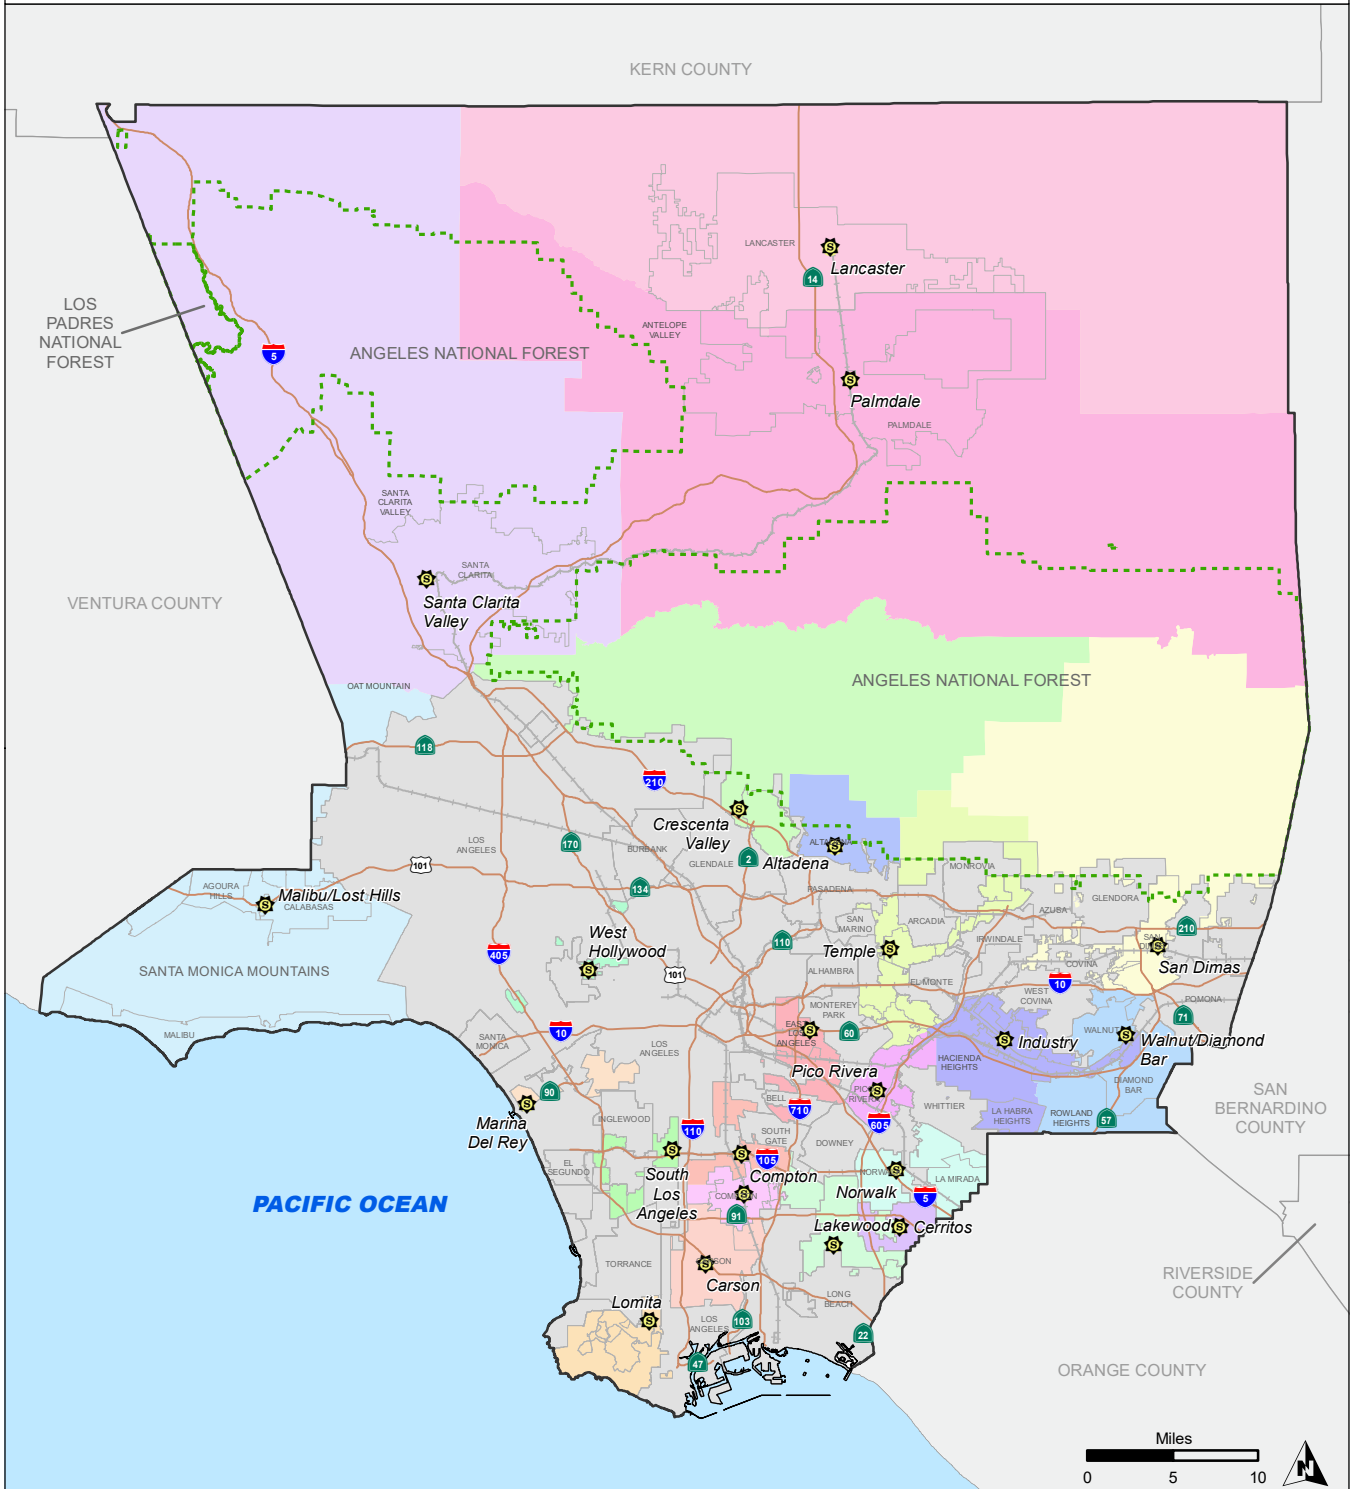 KERN COUNTY
LANCASTER
S
Lancaster
14
LOS
PADRES
NATIONAL
FOREST
ANTELOPE
VALLEY
5
ANGELES NATIONAL FOREST
S
Palmdale
PALMDALE
SANTA
CLARITA
VALLEY
SANTA
CLARITA
S
Santa Clarita
Valley
VENTURA COUNTY
ANGELES NATIONAL FOREST
OAT MOUNTAIN
118
210
S
Crescenta
Valley
LOS
ANGELES
170
BURBANK
GLENDALE
2
S
Altadena
101
134
PASADENA
MONROVIA
AGOURA
HILLS
S
Malibu/Lost Hills
CALABASAS
AZUSA
GLENDORA
SAN
MARINO
ARCADIA
210
West
Hollywood
S
405
101
110
Temple
S
IRWINDALE
SAN
S
San Dimas
COVINA
SANTA MONICA MOUNTAINS
ALHAMBRA
EL MONTE
WEST
COVINA
10
POMONA
MALIBU
MONTEREY
PARK
71
SANTA
MONICA
10
LOS
ANGELES
EAST
LOS
ANGELES
S
60
S
Industry
WALNUT
S
Walnut/Diamond
Bar
HACIENDA
HEIGHTS
Pico Rivera
S
PICO
RIVERA
DIAMOND
BAR
90
S
Marina
Del Rey
BELL
710
WHITTIER
LA HABRA
HEIGHTS
ROWLAND
HEIGHTS
57
SAN
BERNARDINO
COUNTY
INGLEWOOD
110
605
SOUTH
GATE
DOWNEY
S
South
Los
Angeles
S
105
Compton
EL
SEGUNDO
NORWALK
S
Norwalk
LA MIRADA
5
S
91
PACIFIC OCEAN
Lakewood
S
S
Cerritos
TORRANCE
S
Carson
RIVERSIDE
COUNTY
Lomita
S
LOS
ANGELES
103
LONG
BEACH
22
47
ORANGE COUNTY
Miles
0 5 10
N